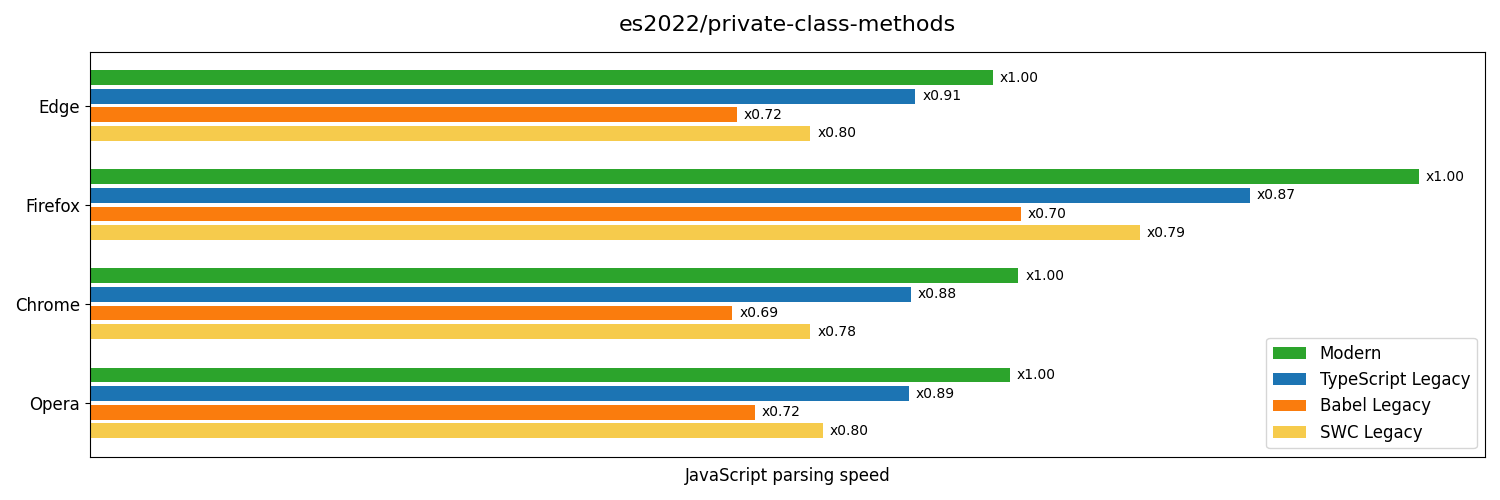 es2022/private-class-methods
Edge
x1.00
x0.91
x0.72
x0.80
Firefox
x1.00
x0.87
x0.70
x0.79
Chrome
x1.00
x0.88
x0.69
x0.78
Opera
x1.00
x0.89
x0.72
x0.80
Modern
TypeScript Legacy
Babel Legacy
SWC Legacy
JavaScript parsing speed